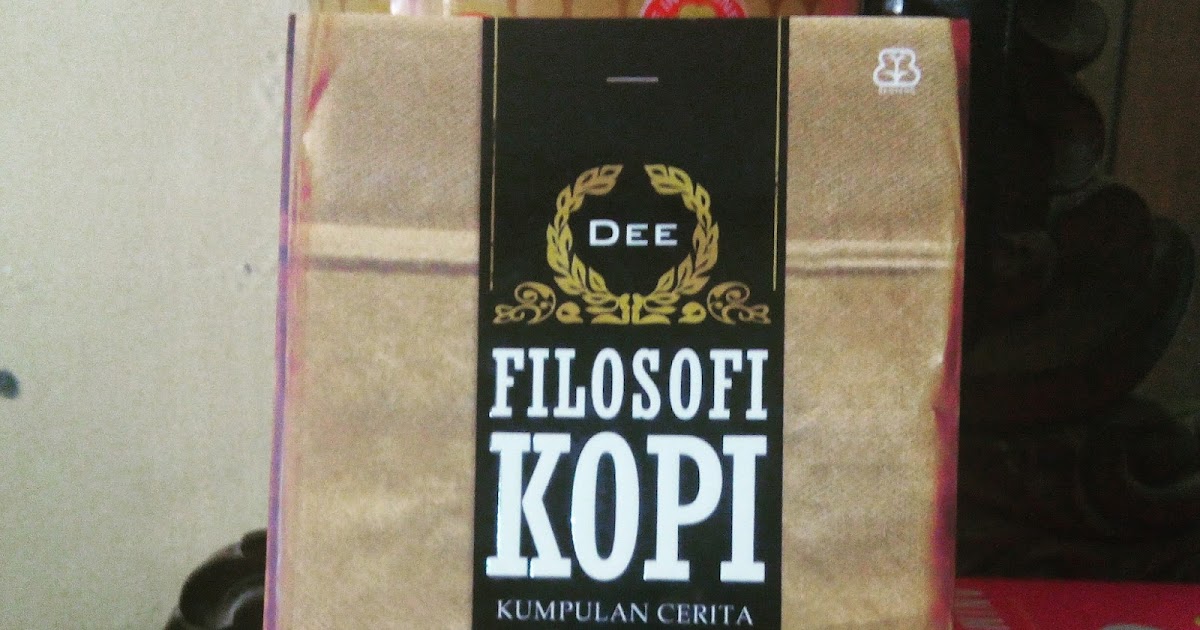 DEE
FILOSOFI
KOPI
KUMPULAN CERITA